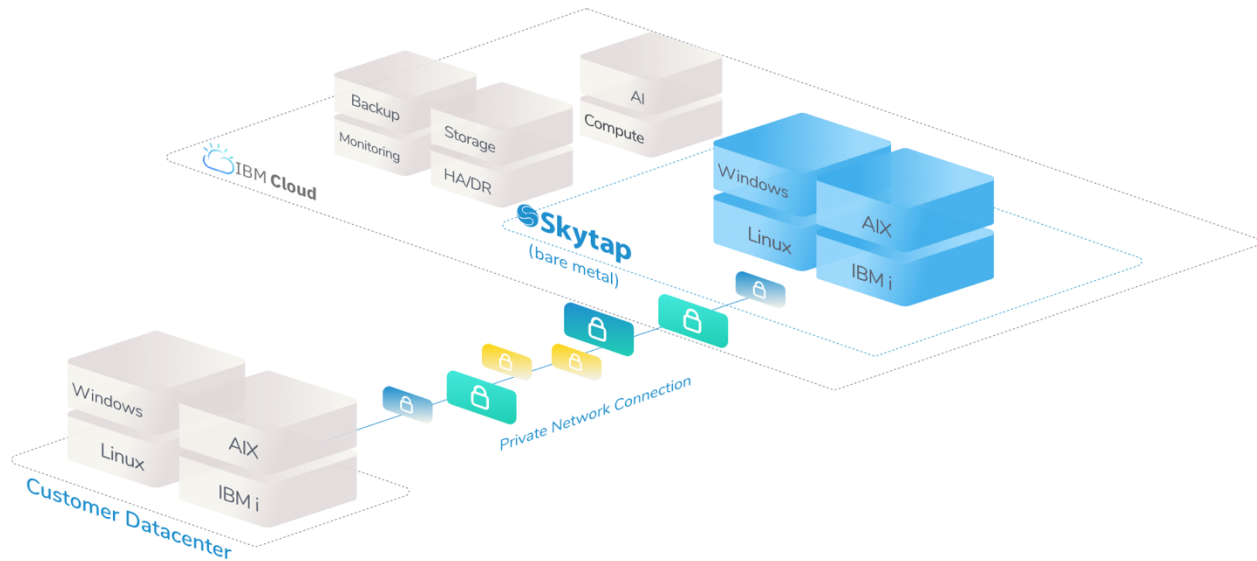 Backup
Monitoring
Storage
HA/DR
AI
Compute
IBM Cloud
Skytap
(bare metal)
Windows
Linux
AIX
IBM i
Private Network Connection
Windows
Linux
AIX
IBM i
Customer Datacenter